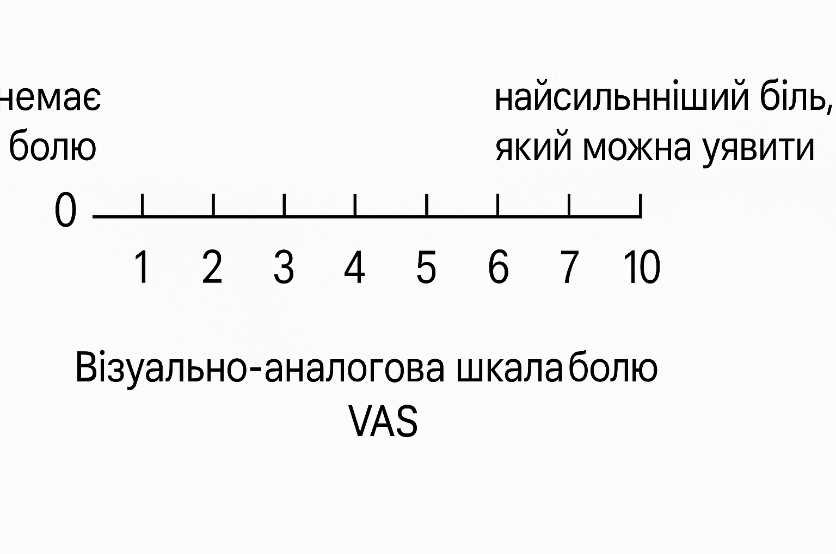 немає
болю
найсильнніший біль,
який можна уявити
0
1 2 3 4 5 6 7 10
Візуально-аналогова шкала болю
VAS